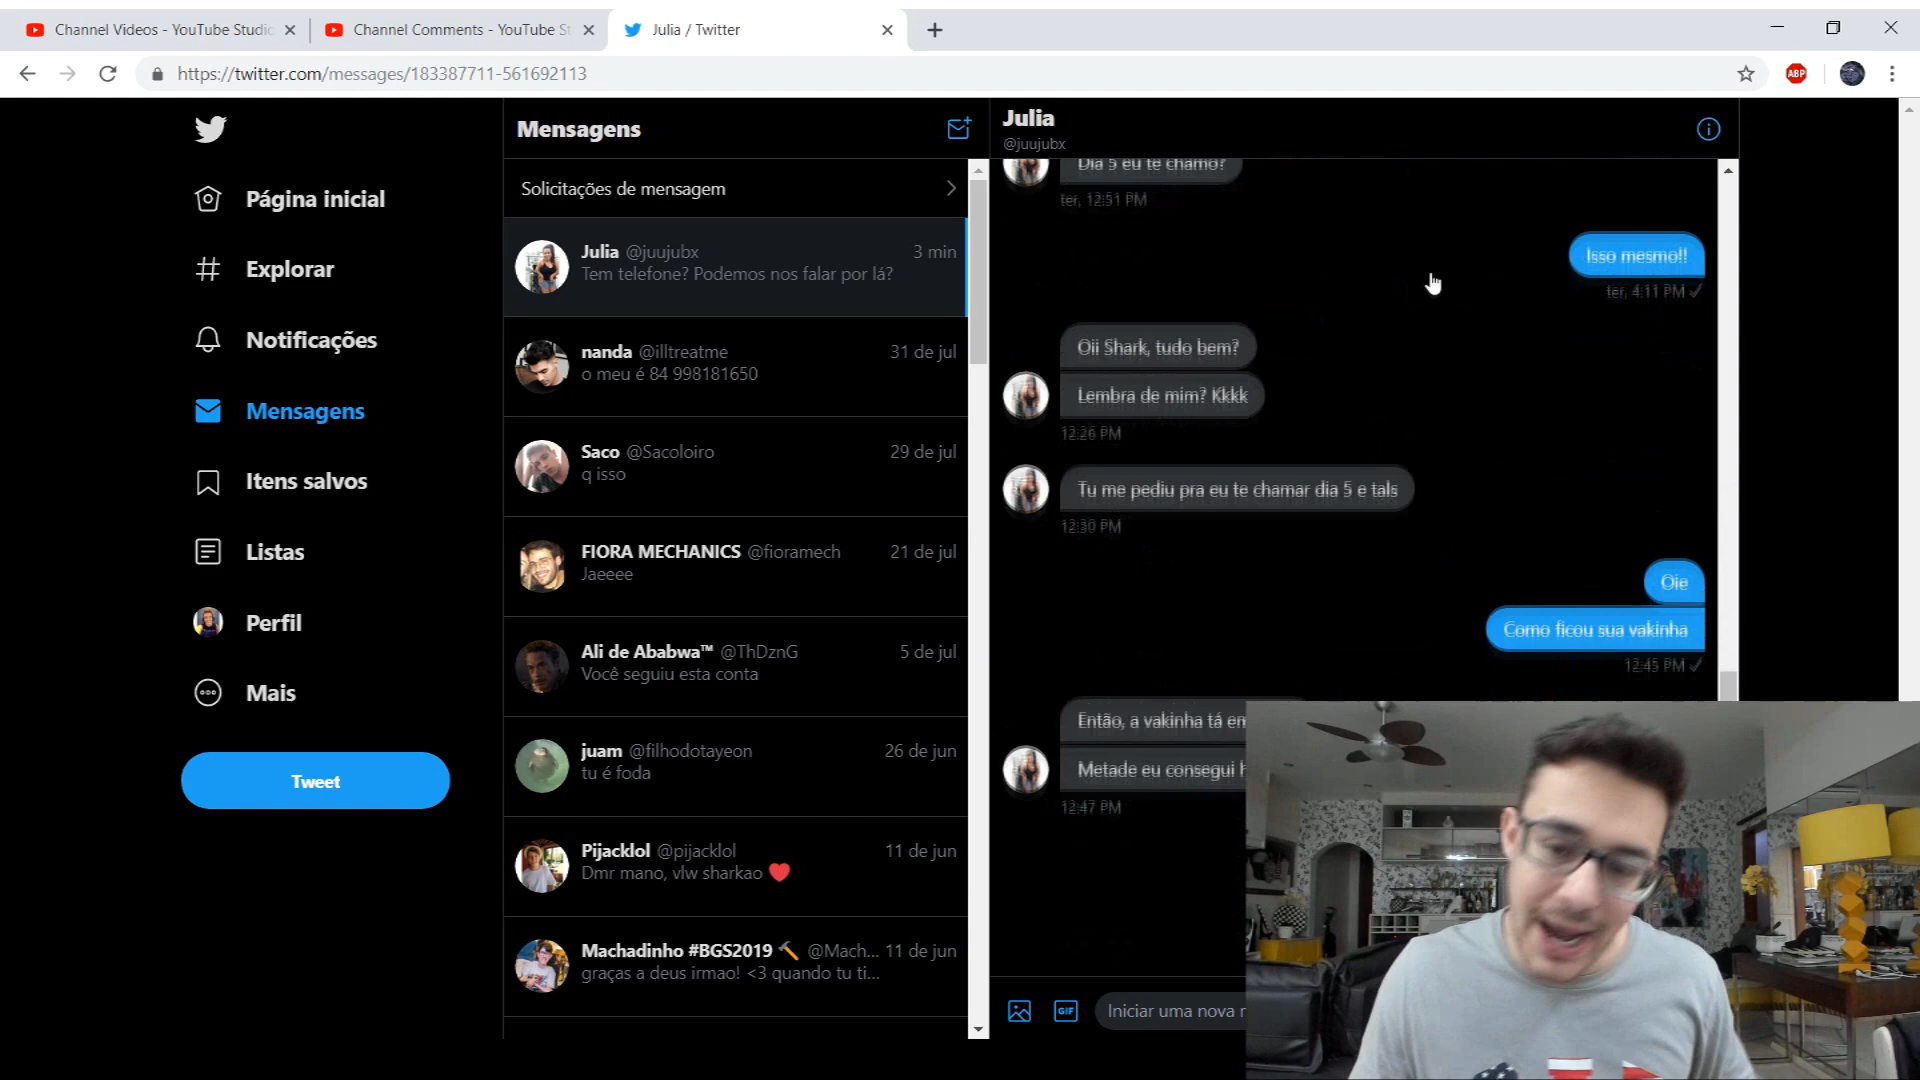 Channel Videos - YouTube Studio
Channel Comments - YouTube St
Julia / Twitter
https://twitter.com/messages/183387711-561692113
ABP
Página inicial
Explorar
Notificações
Mensagens
Itens salvos
Listas
Perfil
Mais
Tweet
Mensagens
Solicitações de mensagem
Julia @juujubx 3 min
Tem telefone? Podemos nos falar por lá?
nanda @illtreatme 31 de jul
o meu é 84 998181650
Saco @Sacoloiro 29 de jul
q isso
FIORA MECHANICS @fioramech 21 de jul
Jaeeee
Ali de Ababwa™ @ThDznG 5 de jul
Você seguiu esta conta
juam @filhodotayeon 26 de jun
tu é foda
Pijacklol @pijacklol 11 de jun
Dmr mano, vlw sharkao ❤️
Machadinho #BGS2019 🔨 @Mach... 11 de jun
graças a deus irmao! <3 quando tu ti...
Julia
@juujubx
Dia 5 eu te chamo?
ter, 12:51 PM
Isso mesmo!!
ter, 4:11 PM ✓
Oii Shark, tudo bem?
Lembra de mim? Kkkk
12:26 PM
Tu me pediu pra eu te chamar dia 5 e tals
12:30 PM
Oie
Como ficou sua vakinha
12:45 PM ✓
Então, a vakinha tá em
Metade eu consegui
12:47 PM
GIF
Iniciar uma nova